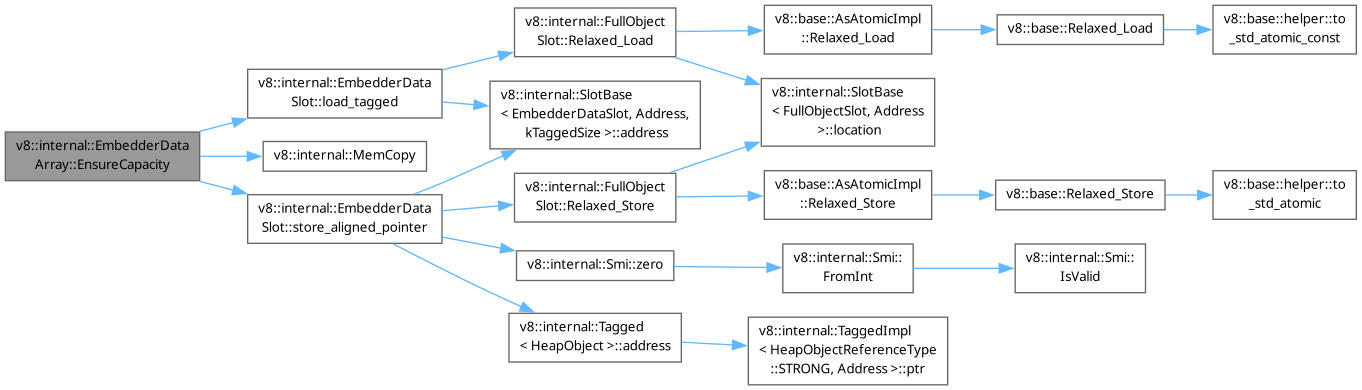 v8::internal::EmbedderData
Array::EnsureCapacity
v8::internal::EmbedderData
Slot::load_tagged
v8::internal::MemCopy
v8::internal::EmbedderData
Slot::store_aligned_pointer
v8::internal::FullObject
Slot::Relaxed_Load
v8::internal::SlotBase
< EmbedderDataSlot, Address,
kTaggedSize >::address
v8::internal::FullObject
Slot::Relaxed_Store
v8::internal::Smi::zero
v8::internal::Tagged
< HeapObject >::address
v8::base::AsAtomicImpl
::Relaxed_Load
v8::internal::SlotBase
< FullObjectSlot, Address
>::location
v8::base::AsAtomicImpl
::Relaxed_Store
v8::internal::Smi::
FromInt
v8::internal::TaggedImpl
< HeapObjectReferenceType
::STRONG, Address >::ptr
v8::base::Relaxed_Load
v8::base::Relaxed_Store
v8::internal::Smi::
IsValid
v8::base::helper::to
_std_atomic_const
v8::base::helper::to
_std_atomic